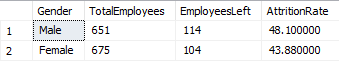 Gender TotalEmployees EmployeesLeft AttritionRate
1 Male 651 114 48.100000
2 Female 675 104 43.880000